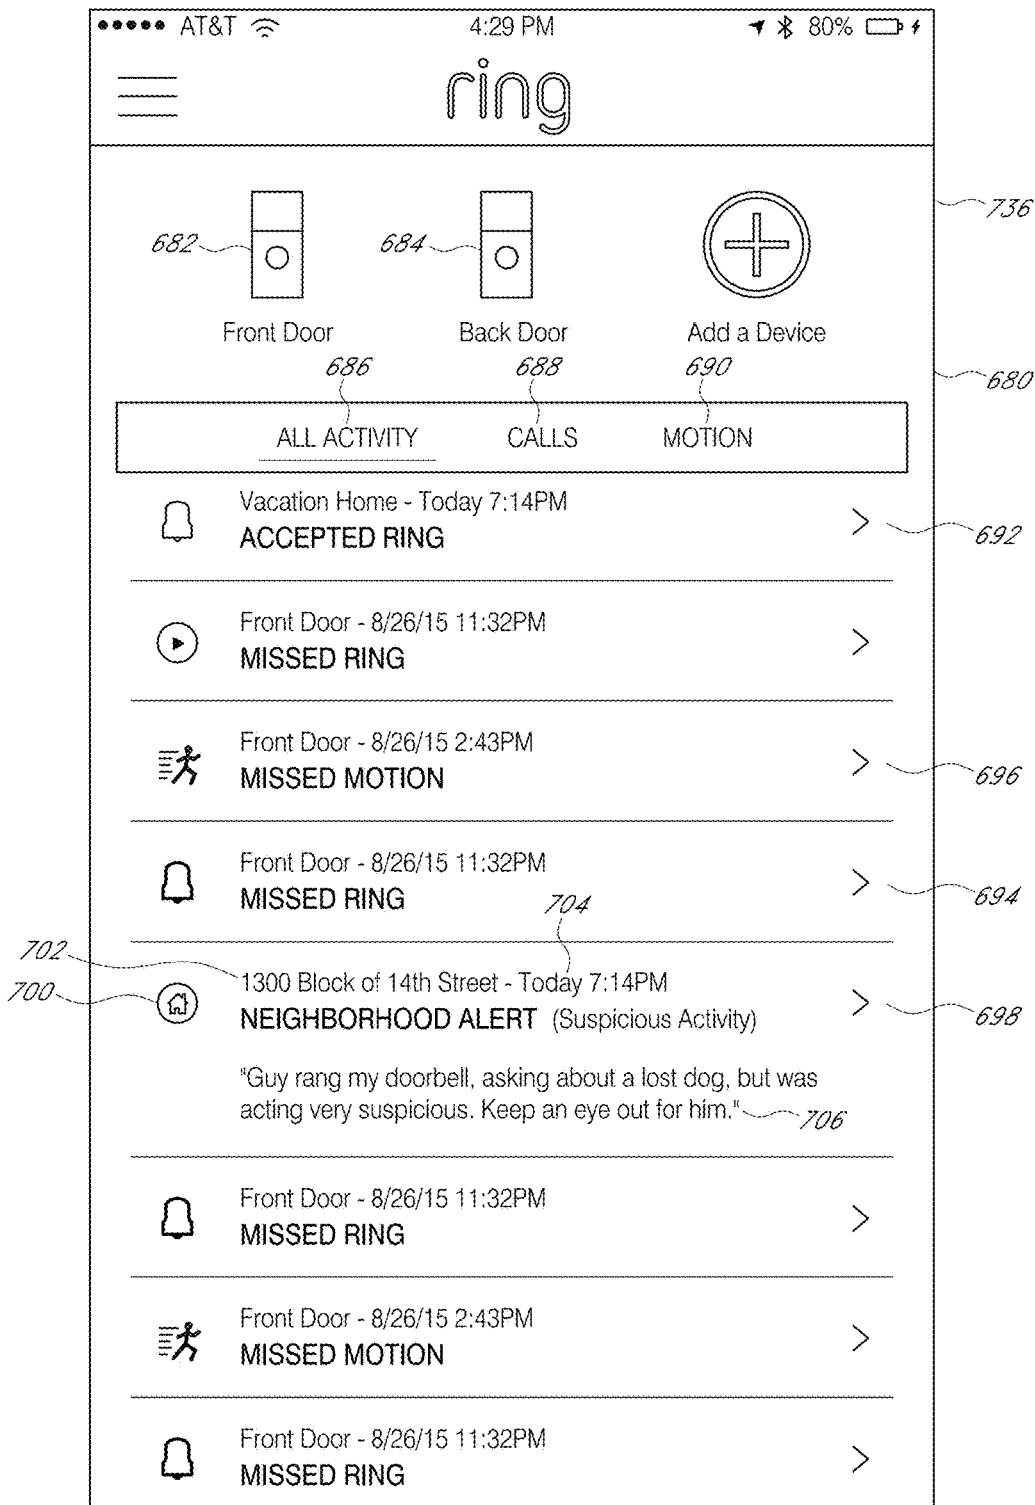 AT&T 4:29 PM 80%
ring
736
682 684
Front Door Back Door Add a Device
686 688 690
680
ALL ACTIVITY CALLS MOTION
Vacation Home - Today 7:14PM
ACCEPTED RING
692
Front Door - 8/26/15 11:32PM
MISSED RING
Front Door - 8/26/15 2:43PM
MISSED MOTION
696
Front Door - 8/26/15 11:32PM
MISSED RING
694
704
702
1300 Block of 14th Street - Today 7:14PM
700
NEIGHBORHOOD ALERT (Suspicious Activity)
698
"Guy rang my doorbell, asking about a lost dog, but was
acting very suspicious. Keep an eye out for him."
706
Front Door - 8/26/15 11:32PM
MISSED RING
Front Door - 8/26/15 2:43PM
MISSED MOTION
Front Door - 8/26/15 11:32PM
MISSED RING